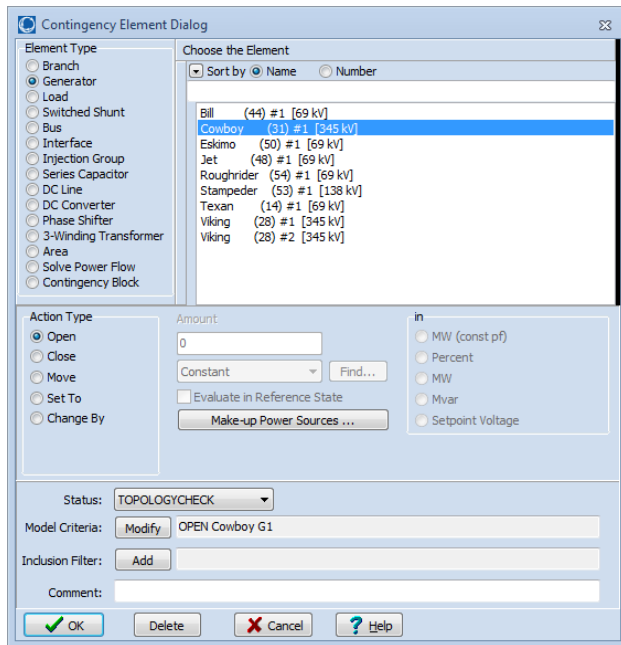 Contingency Element Dialog
Element Type
Branch
Generator
Load
Switched Shunt
Bus
Interface
Injection Group
Series Capacitor
DC Line
DC Converter
Phase Shifter
3-Winding Transformer
Area
Solve Power Flow
Contingency Block
Choose the Element
Sort by Name Number
Bill (44) #1 [69 kV]
Cowboy (31) #1 [345 kV]
Eskimo (50) #1 [69 kV]
Jet (48) #1 [69 kV]
Roughrider (54) #1 [69 kV]
Stampeder (53) #1 [138 kV]
Texan (14) #1 [69 kV]
Viking (28) #1 [345 kV]
Viking (28) #2 [345 kV]
Action Type
Open
Close
Move
Set To
Change By
Amount
0
Constant Find...
Evaluate in Reference State
Make-up Power Sources ...
in
MW (const pf)
Percent
MW
Mvar
Setpoint Voltage
Status: TOPOLOGYCHECK
Model Criteria: Modify OPEN Cowboy G1
Inclusion Filter: Add
Comment:
OK Delete Cancel ? Help